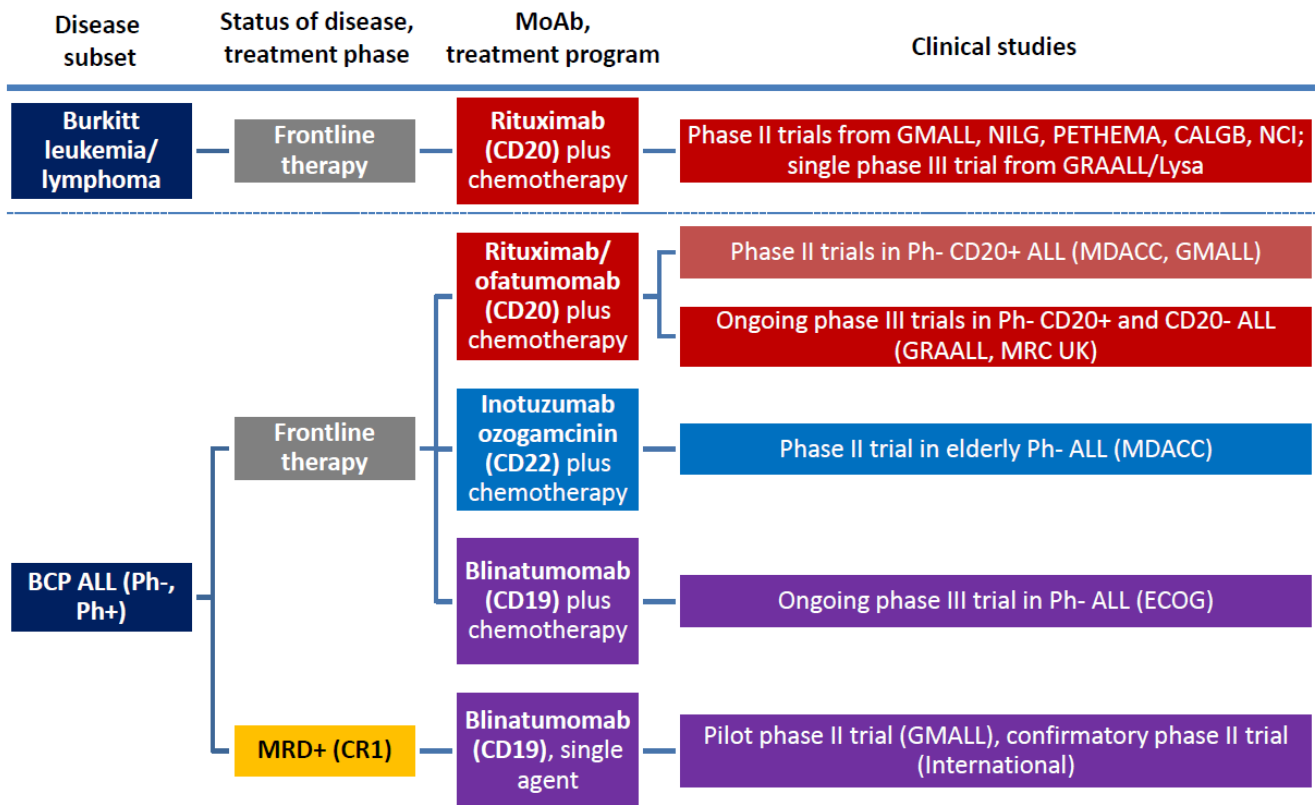 Disease
subset
Status of disease,
treatment phase
MoAb,
treatment program
Clinical studies
Burkitt
leukemia/
lymphoma
Frontline
therapy
Rituximab
(CD20) plus
chemotherapy
Phase II trials from GMALL, NILG, PETHEMA, CALGB, NCI;
single phase III trial from GRAALL/Lysa
BCP ALL (Ph-,
Ph+)
Frontline
therapy
Rituximab/
ofatumomab
(CD20) plus
chemotherapy
Phase II trials in Ph- CD20+ ALL (MDACC, GMALL)
Ongoing phase III trials in Ph- CD20+ and CD20- ALL
(GRAALL, MRC UK)
Inotuzumab
ozogamcinin
(CD22) plus
chemotherapy
Phase II trial in elderly Ph- ALL (MDACC)
Blinatumomab
(CD19) plus
chemotherapy
Ongoing phase III trial in Ph- ALL (ECOG)
MRD+ (CR1)
Blinatumomab
(CD19), single
agent
Pilot phase II trial (GMALL), confirmatory phase II trial
(International)